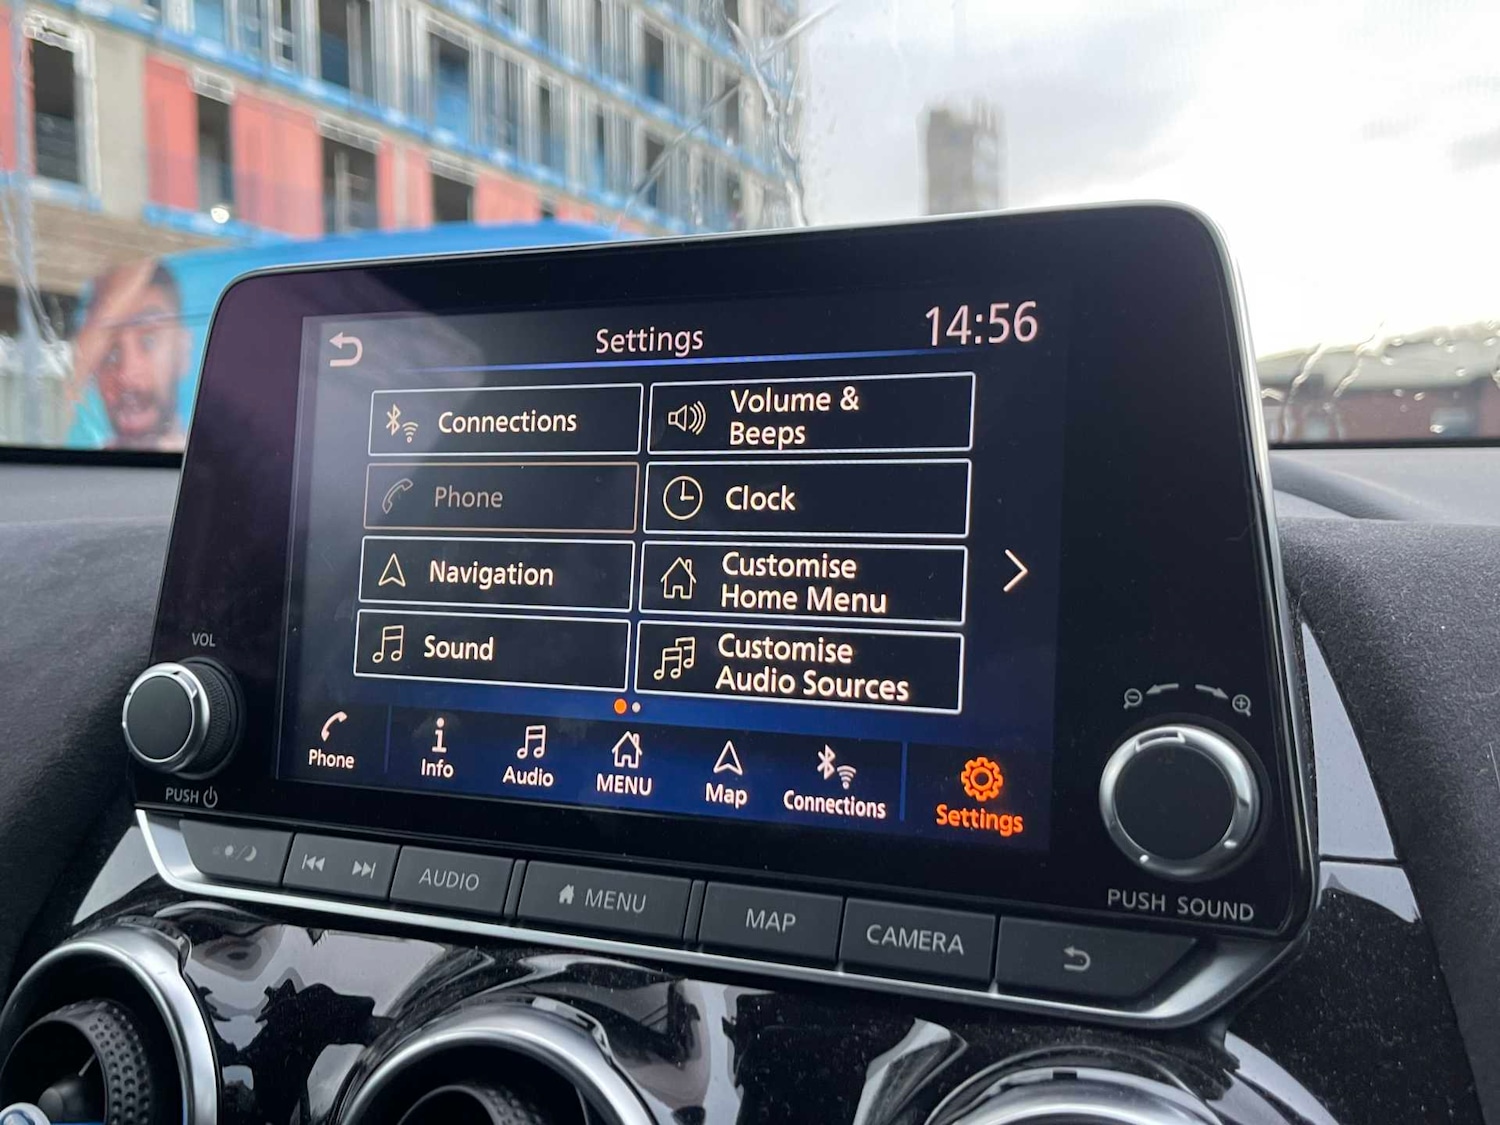 Settings
14:56
Connections
Volume &
Beeps
Phone
Clock
Navigation
Customise
Home Menu
Sound
Customise
Audio Sources
Phone
Info
Audio
MENU
Map
Connections
Settings
VOL
PUSH
PUSH SOUND
AUDIO
MENU
MAP
CAMERA